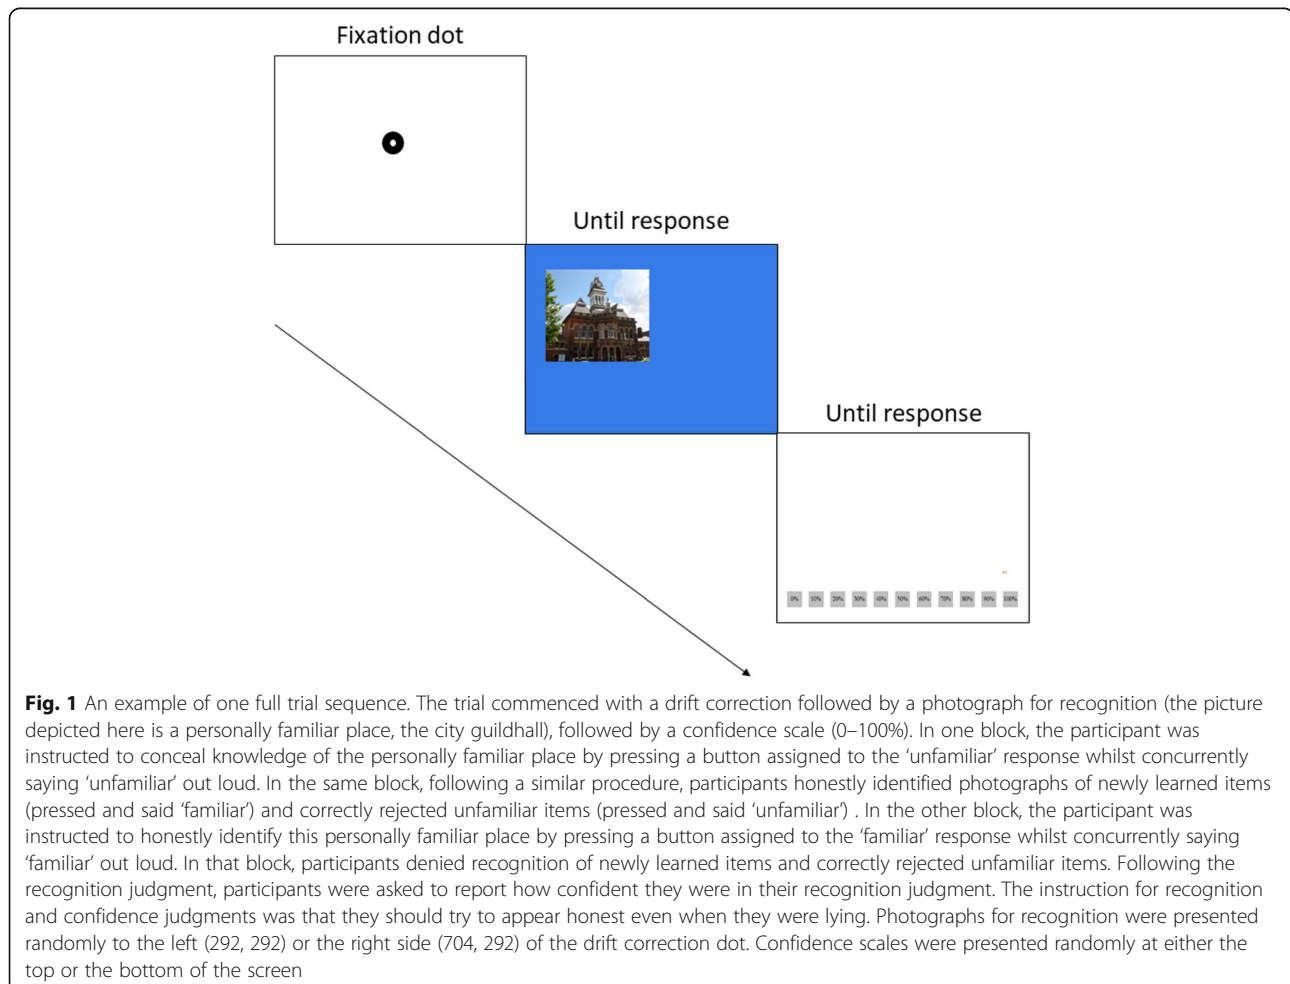 Fixation dot
Until response
Until response
0% 10% 20% 30% 40% 50% 60% 70% 80% 90% 100%
Fig. 1 An example of one full trial sequence. The trial commenced with a drift correction followed by a photograph for recognition (the picture
depicted here is a personally familiar place, the city guildhall), followed by a confidence scale (0–100%). In one block, the participant was
instructed to conceal knowledge of the personally familiar place by pressing a button assigned to the ‘unfamiliar’ response whilst concurrently
saying ‘unfamiliar’ out loud. In the same block, following a similar procedure, participants honestly identified photographs of newly learned items
(pressed and said ‘familiar’) and correctly rejected unfamiliar items (pressed and said ‘unfamiliar’) . In the other block, the participant was
instructed to honestly identify this personally familiar place by pressing a button assigned to the ‘familiar’ response whilst concurrently saying
‘familiar’ out loud. In that block, participants denied recognition of newly learned items and correctly rejected unfamiliar items. Following the
recognition judgment, participants were asked to report how confident they were in their recognition judgment. The instruction for recognition
and confidence judgments was that they should try to appear honest even when they were lying. Photographs for recognition were presented
randomly to the left (292, 292) or the right side (704, 292) of the drift correction dot. Confidence scales were presented randomly at either the
top or the bottom of the screen